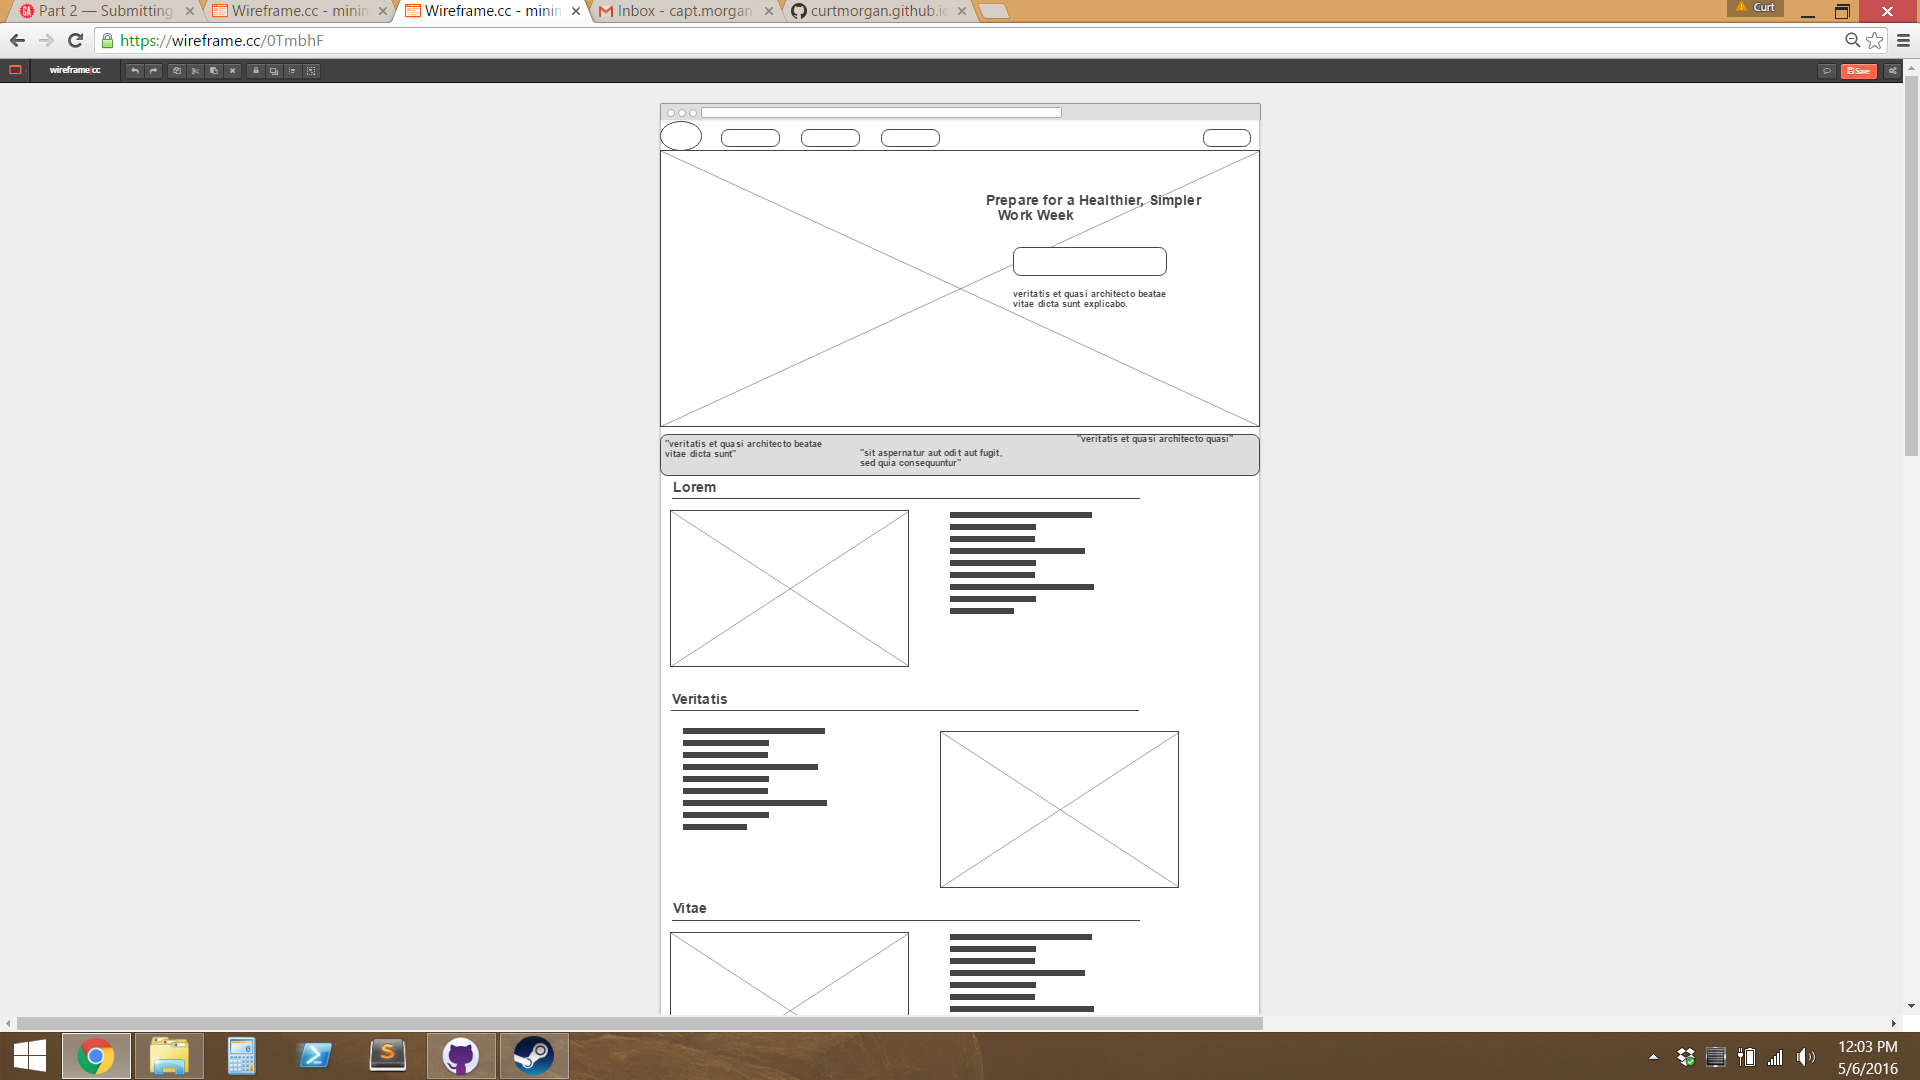 Part 2 — Submitting
Wireframe.cc - minin
Wireframe.cc - minin
Inbox - capt.morgan
curtmorgan.github.io
Curt
https://wireframe.cc/0TmbhF
wireframe|cc
Save
Prepare for a Healthier, Simpler
Work Week
veritatis et quasi architecto beatae
vitae dicta sunt explicabo.
"veritatis et quasi architecto beatae
vitae dicta sunt"
"sit aspernatur aut odit aut fugit,
sed quia consequuntur"
"veritatis et quasi architecto quasi"
Lorem
Veritatis
Vitae
12:03 PM
5/6/2016